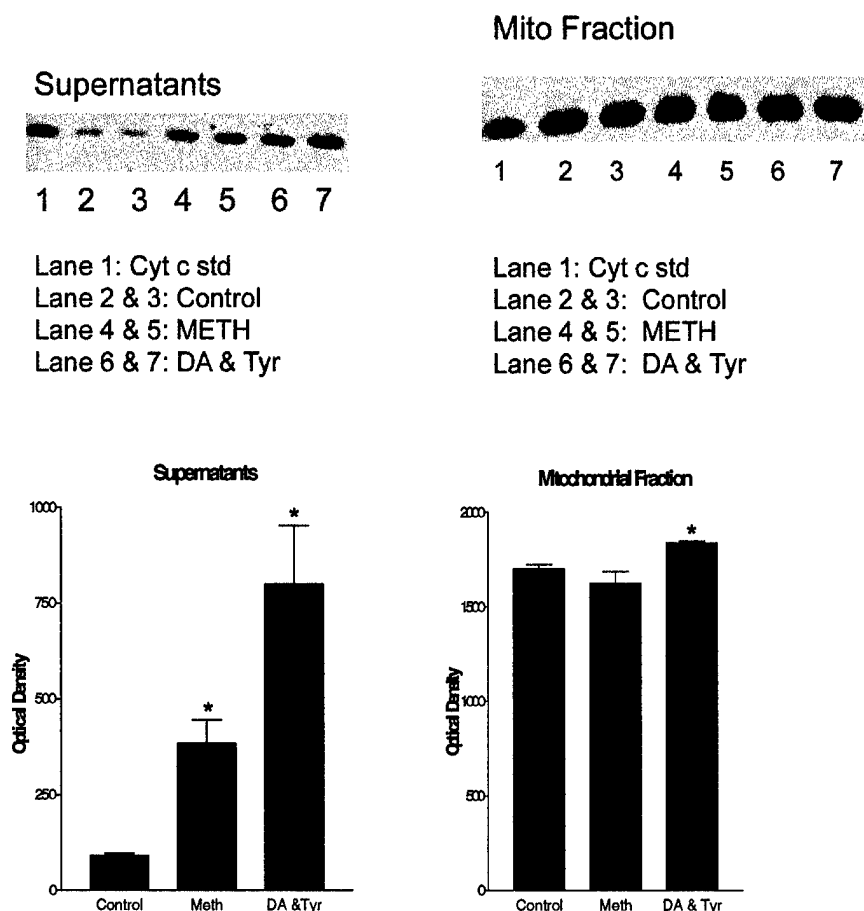 Mito Fraction
Supernatants
1 2 3 4 5 6 7
1 2 3 4 5 6 7
Lane 1: Cyt c std
Lane 2 & 3: Control
Lane 4 & 5: METH
Lane 6 & 7: DA & Tyr
Lane 1: Cyt c std
Lane 2 & 3: Control
Lane 4 & 5: METH
Lane 6 & 7: DA & Tyr
Supernatants
1000
750
500
250
0
Optical Density
*
*
Control Meth DA &Tyr
Mitochondrial Fraction
2000
1500
1000
500
0
Optical Density
*
Control Meth DA & Tyr